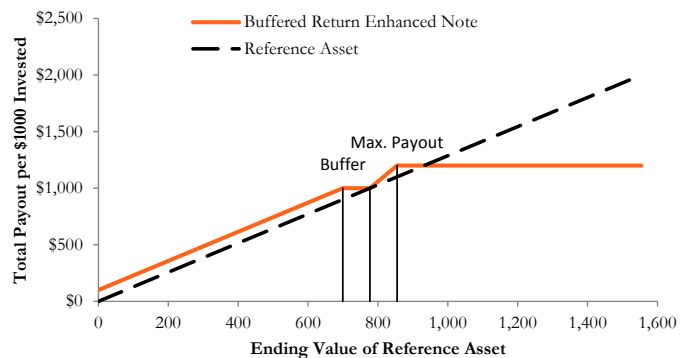 $2,500
Buffered Return Enhanced Note
Reference Asset
$2,000
$1,500
Max. Payout
Buffer
$1,000
$500
$0
Total Payout per $1000 Invested
0 200 400 600 800 1,000 1,200 1,400 1,600
Ending Value of Reference Asset